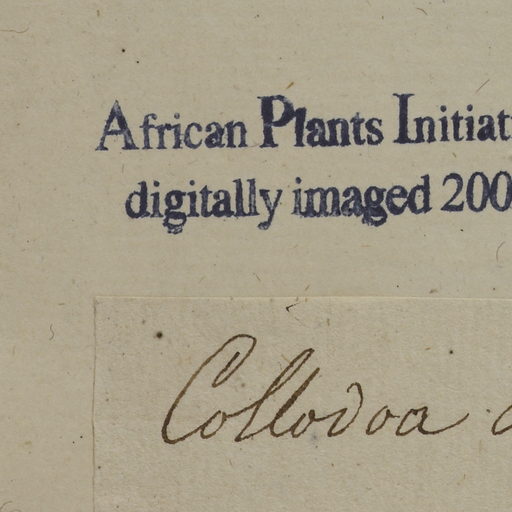 African Plants Initiat
digitally imaged 200
Collodoa